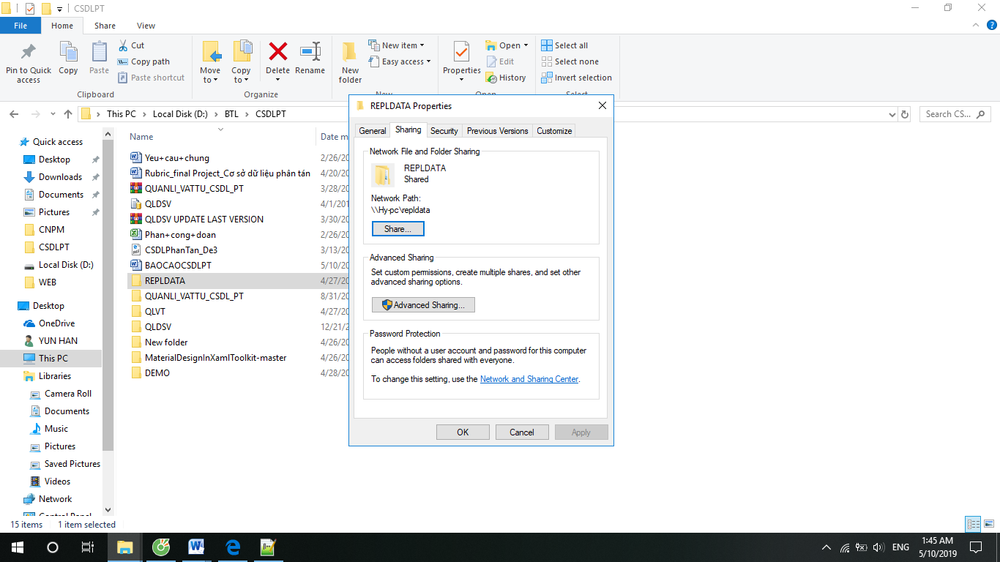 CSDLPT
File
Home
Share
View
Pin to Quick
access
Copy
Paste
Cut
Copy path
Paste shortcut
Clipboard
Move
to
Copy
to
Delete
Rename
Organize
New
folder
New item
Easy access
New
Properties
Open
Edit
History
Open
Select all
Select none
Invert selection
Select
This PC > Local Disk (D:) > BTL > CSDLPT
Search CS...
Quick access
Desktop
Downloads
Documents
Pictures
CNPM
CSDLPT
Local Disk (D:)
WEB
Desktop
OneDrive
YUN HAN
This PC
Libraries
Camera Roll
Documents
Music
Pictures
Saved Pictures
Videos
Network
Control Panel
Name
Date m
Yeu+cau+chung 2/26/20
Rubric_final Project_Cơ sở dữ liệu phân tán 4/20/20
QUANLI_VATTU_CSDL_PT 3/28/20
QLDSV 4/1/201
QLDSV UPDATE LAST VERSION 3/30/20
Phan+cong+doan 2/26/20
CSDLPhanTan_De3 3/13/20
BAOCAOCSDLPT 5/10/20
REPLDATA 4/27/20
QUANLI_VATTU_CSDL_PT 8/31/20
QLVT 4/27/20
QLDSV 12/21/2
New folder 4/26/20
MaterialDesignInXamlToolkit-master 4/26/20
DEMO 4/28/20
REPLDATA Properties
General
Sharing
Security
Previous Versions
Customize
Network File and Folder Sharing
REPLDATA
Shared
Network Path:
\\Hy-pc\repldata
Share...
Advanced Sharing
Set custom permissions, create multiple shares, and set other
advanced sharing options.
Advanced Sharing...
Password Protection
People without a user account and password for this computer
can access folders shared with everyone.
To change this setting, use the Network and Sharing Center.
OK
Cancel
Apply
15 items
1 item selected
ENG
1:45 AM
5/10/2019